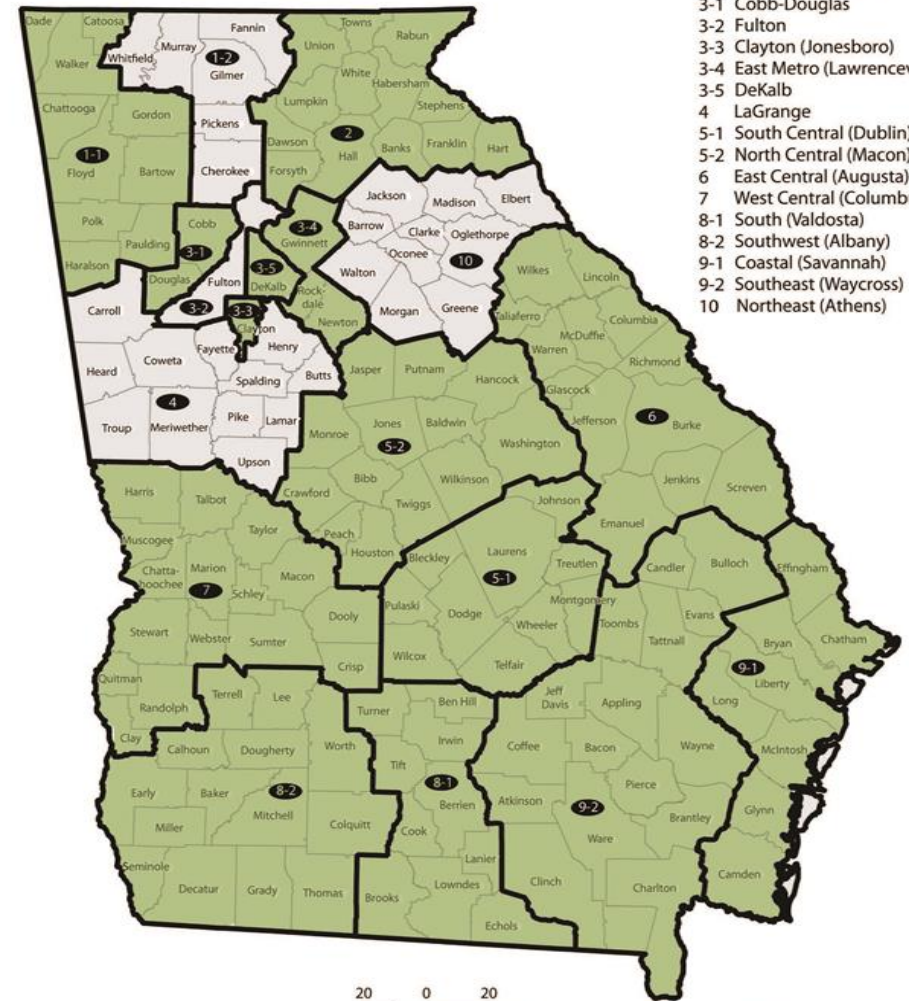 3-1 Cobb-Douglas
3-2 Fulton
3-3 Clayton (Jonesboro)
3-4 East Metro (Lawrencev
3-5 DeKalb
4 LaGrange
5-1 South Central (Dublin)
5-2 North Central (Macon)
6 East Central (Augusta)
7 West Central (Columbu
8-1 South (Valdosta)
8-2 Southwest (Albany)
9-1 Coastal (Savannah)
9-2 Southeast (Waycross)
10 Northeast (Athens)
Dade Catoosa Fannin Towns Rabun
Whitfield Murray 1-2 Union
Walker Gilmer White Habersham
Chattooga Gordon Pickens Lumpkin Stephens
1-1 Dawson 2 Hall Banks Franklin Hart
Floyd Bartow Cherokee Forsyth
Jackson Madison Elbert
Polk Paulding Cobb 3-4 Barrow Clarke Oglethorpe
3-1 Gwinnett Oconee 10
Haralson Douglas Fulton 3-5 DeKalb Walton Wilkes Lincoln
Carroll 3-2 3-3 Rock-
dale
Clayton Newton Morgan Greene Taliaferro Columbia
Fayette Henry McDuffie
Coweta Warren Richmond
Heard Spalding Butts Jasper Putnam Hancock
4 Glascock
Troup Meriwether Pike Lamar Monroe Jones Baldwin Jefferson 6 Burke
Upson 5-2 Washington
Harris Talbot Crawford Bibb Wilkinson Jenkins Screven
Twiggs Johnson
Muscogee Taylor Peach Emanuel
Houston Bleckley Laurens
Chatta-
hoochee
Marion Macon Treutlen Candler Bulloch Effingham
7 Schley 5-1
Stewart Webster Sumter Dooly Pulaski Dodge Montgomery Toombs Evans
Wheeler Tattnall Bryan Chatham
Quitman Crisp Wilcox Telfair 9-1 Liberty
Randolph Terrell Lee Turner Ben Hill Jeff
Davis
Appling Long
Clay Calhoun Dougherty Worth Irwin Coffee Bacon Wayne McIntosh
Tift
Early Baker 8-2 8-1 Pierce
Mitchell Berrien Atkinson 9-2 Brantley Glynn
Miller Colquitt Cook Ware
Seminole Lanier
Decatur Grady Thomas Brooks Lowndes Clinch Charlton Camden
Echols
20 0 20